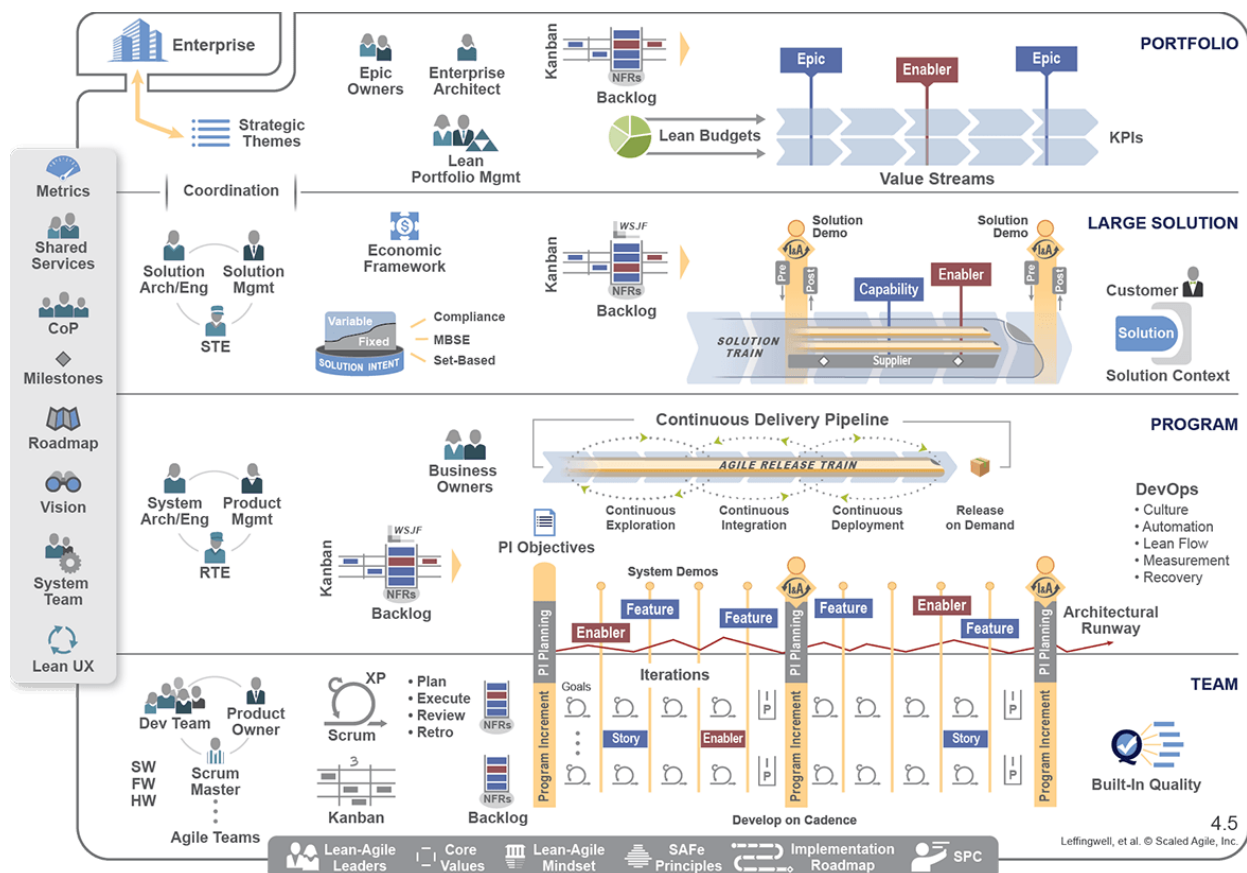 Enterprise
Strategic
Themes
Epic
Owners
Enterprise
Architect
Lean
Portfolio Mgmt
Kanban
NFRs
Backlog
Lean Budgets
Epic
Enabler
Epic
KPIs
Value Streams
PORTFOLIO
Metrics
Shared
Services
CoP
Milestones
Roadmap
Vision
System
Team
Lean UX
Coordination
Solution
Arch/Eng
Solution
Mgmt
STE
Economic
Framework
Variable
Fixed
SOLUTION INTENT
Compliance
MBSE
Set-Based
Kanban
WSJF
NFRs
Backlog
Solution
Demo
I&A
Pre
Post
Capability
Enabler
Solution
Demo
I&A
Pre
Post
SOLUTION
TRAIN
Supplier
LARGE SOLUTION
Customer
Solution
Solution Context
System
Arch/Eng
Product
Mgmt
RTE
Business
Owners
Kanban
WSJF
NFRs
Backlog
PI Objectives
Continuous Delivery Pipeline
AGILE RELEASE TRAIN
Continuous
Exploration
Continuous
Integration
Continuous
Deployment
Release
on Demand
PROGRAM
DevOps
• Culture
• Automation
• Lean Flow
• Measurement
• Recovery
System Demos
I&A
I&A
Enabler
Feature
Feature
Feature
Enabler
Feature
PI Planning
PI Planning
PI Planning
Architectural
Runway
Dev Team
Product
Owner
Scrum
Master
SW
FW
HW
Agile Teams
XP
Scrum
• Plan
• Execute
• Review
• Retro
3
Kanban
NFRs
NFRs
Backlog
Program Increment
Program Increment
Program Increment
Goals
Iterations
Story
Enabler
Story
I P
I P
I P
I P
Develop on Cadence
TEAM
Built-In Quality
4.5
Leffingwell, et al. © Scaled Agile, Inc.
Lean-Agile
Leaders
Core
Values
Lean-Agile
Mindset
SAFe
Principles
Implementation
Roadmap
SPC